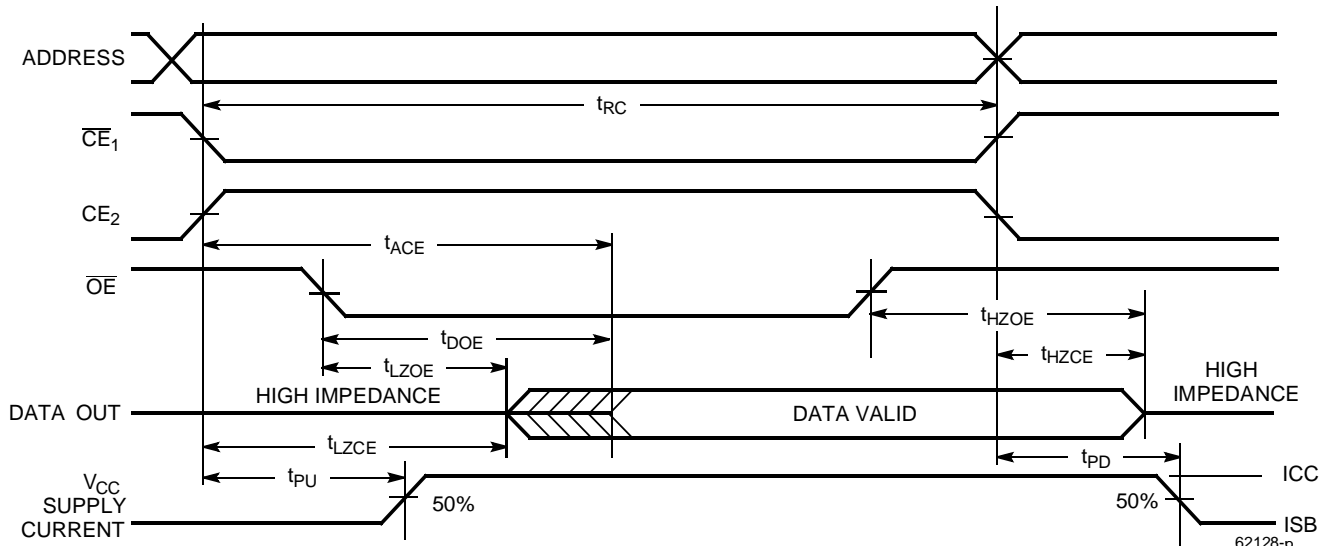 ADDRESS
tRC
CE1
CE2
tACE
OE
tHZOE
tDOE
tHZCE
tLZOE
HIGH IMPEDANCE
HIGH
IMPEDANCE
DATA OUT
DATA VALID
tLZCE
tPD
tPU
VCC
SUPPLY
CURRENT
50%
50%
ICC
ISB
62128-p